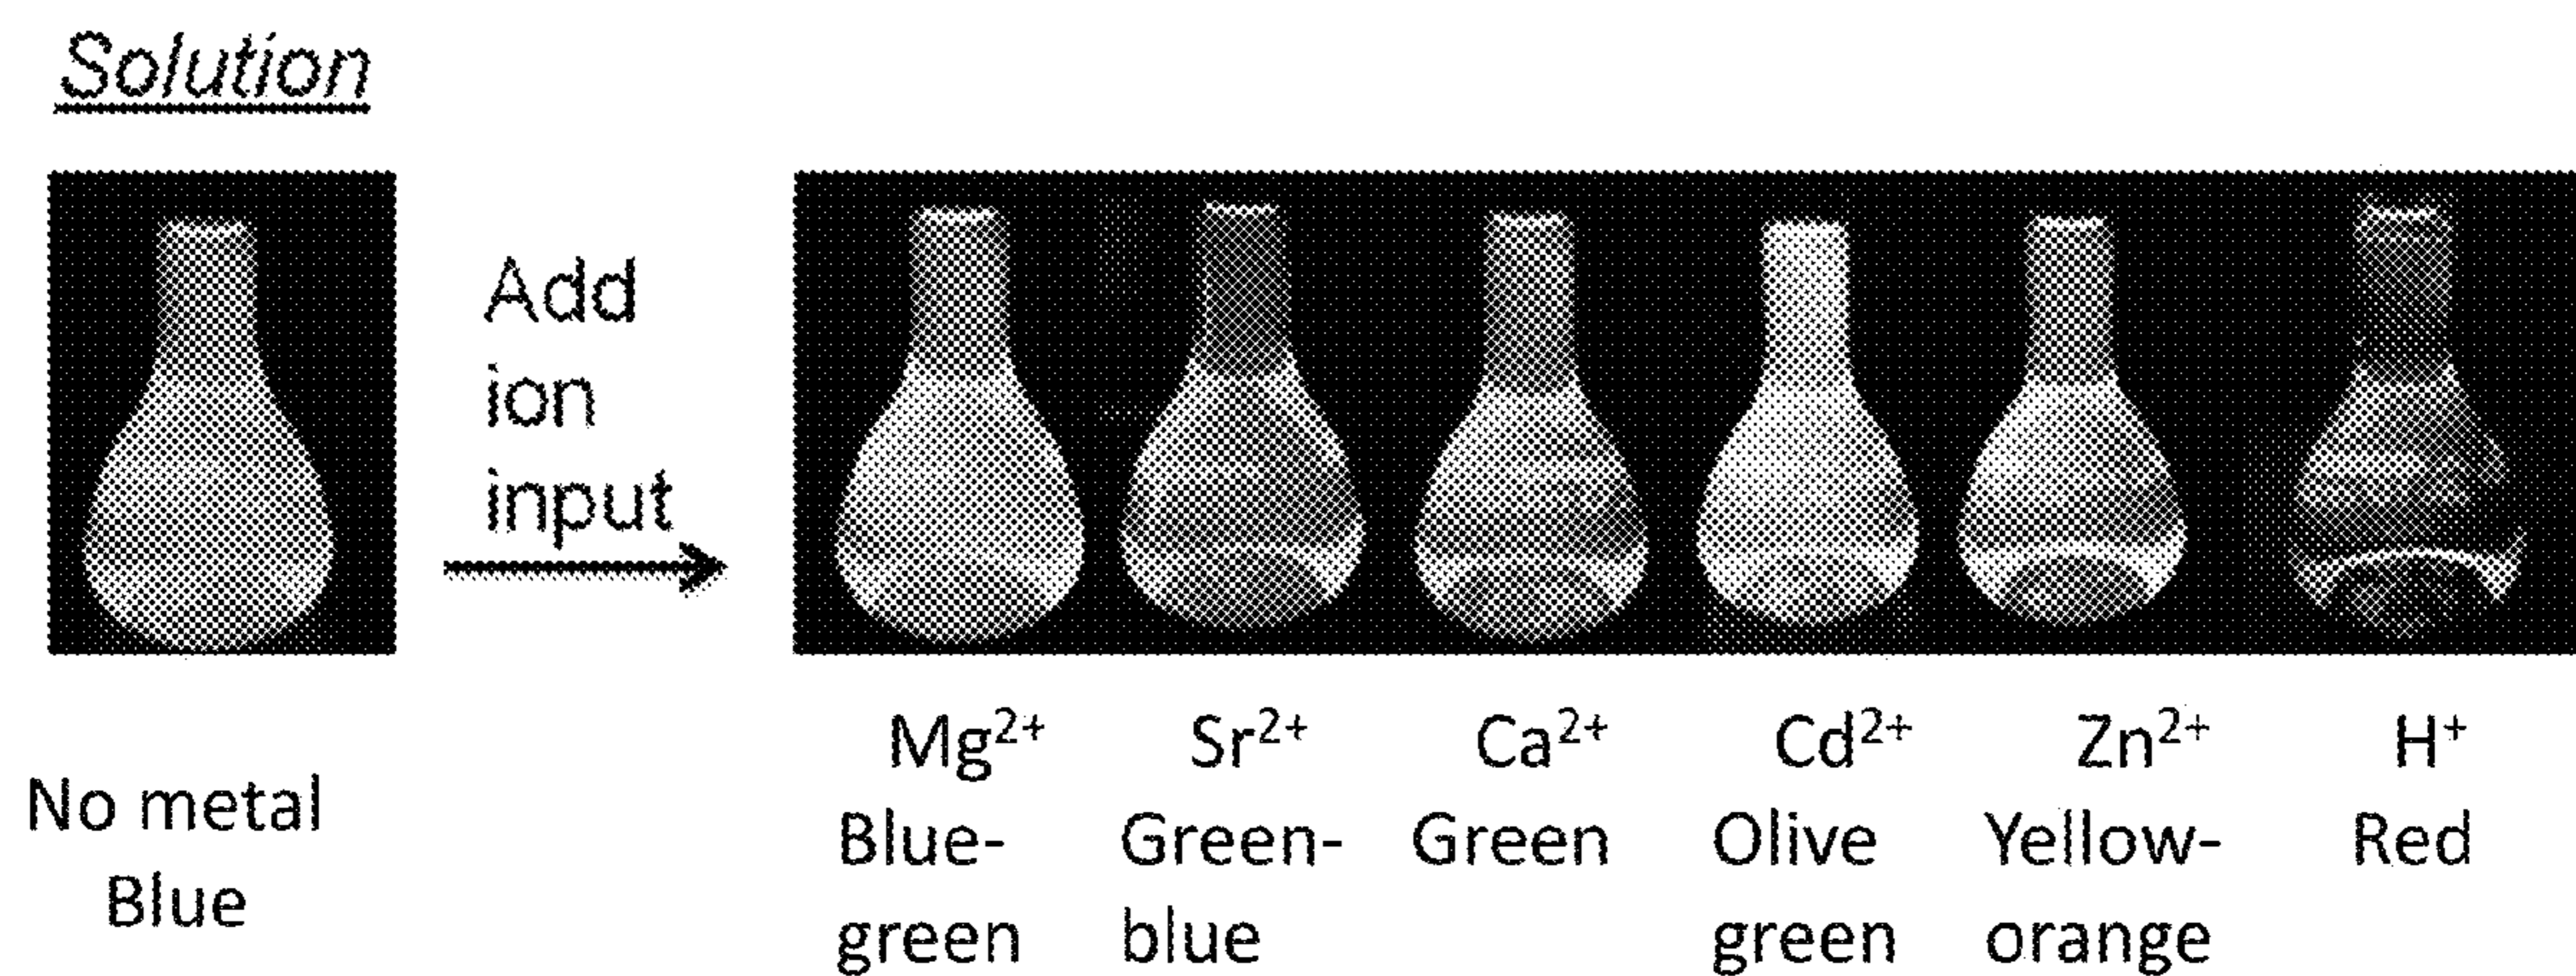 Solution
Add
ion
input
No metal
Blue
Mg²⁺ Sr²⁺ Ca²⁺ Cd²⁺ Zn²⁺ H⁺
Blue- Green- Green Olive Yellow- Red
green blue green orange